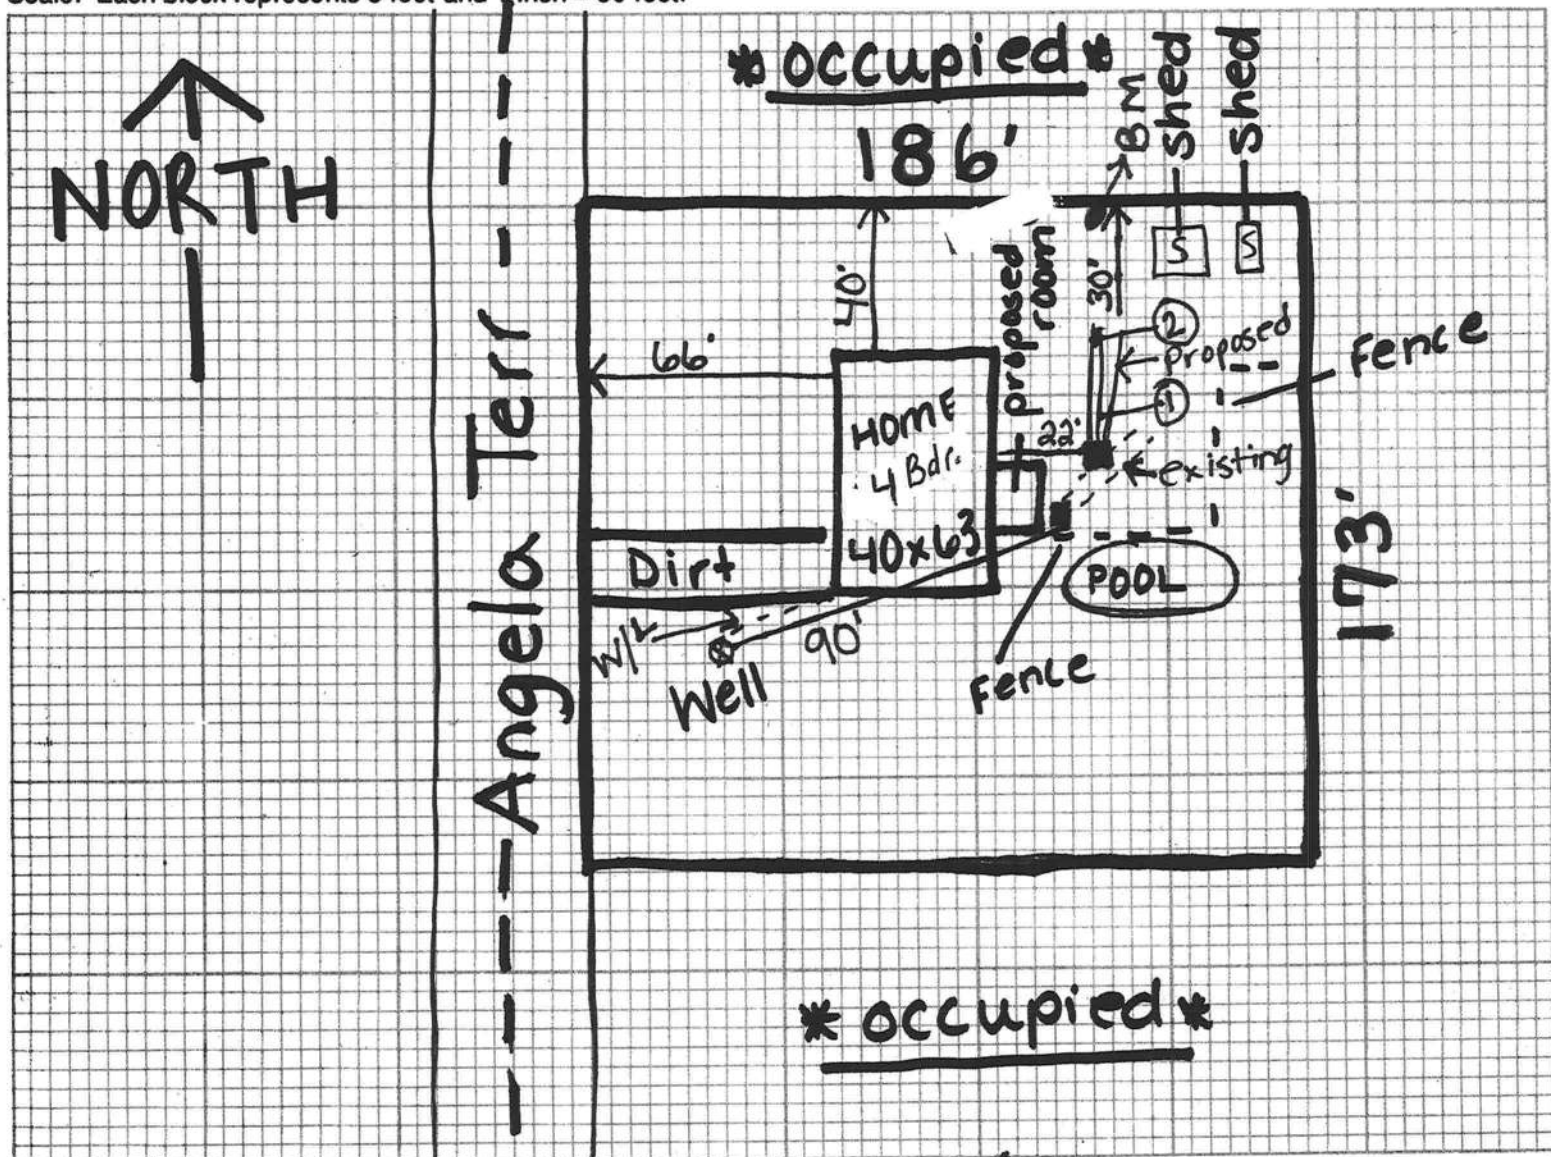 * occupied *
186'
BM
shed
shed
NORTH
S
S
40'
30'
proposed
room
2
proposed
Fence
66'
1
HOME
4 Bdr.
40x63
22'
existing
Angela Terr
173'
Dirt
POOL
W/L
90'
Well
Fence
* occupied *